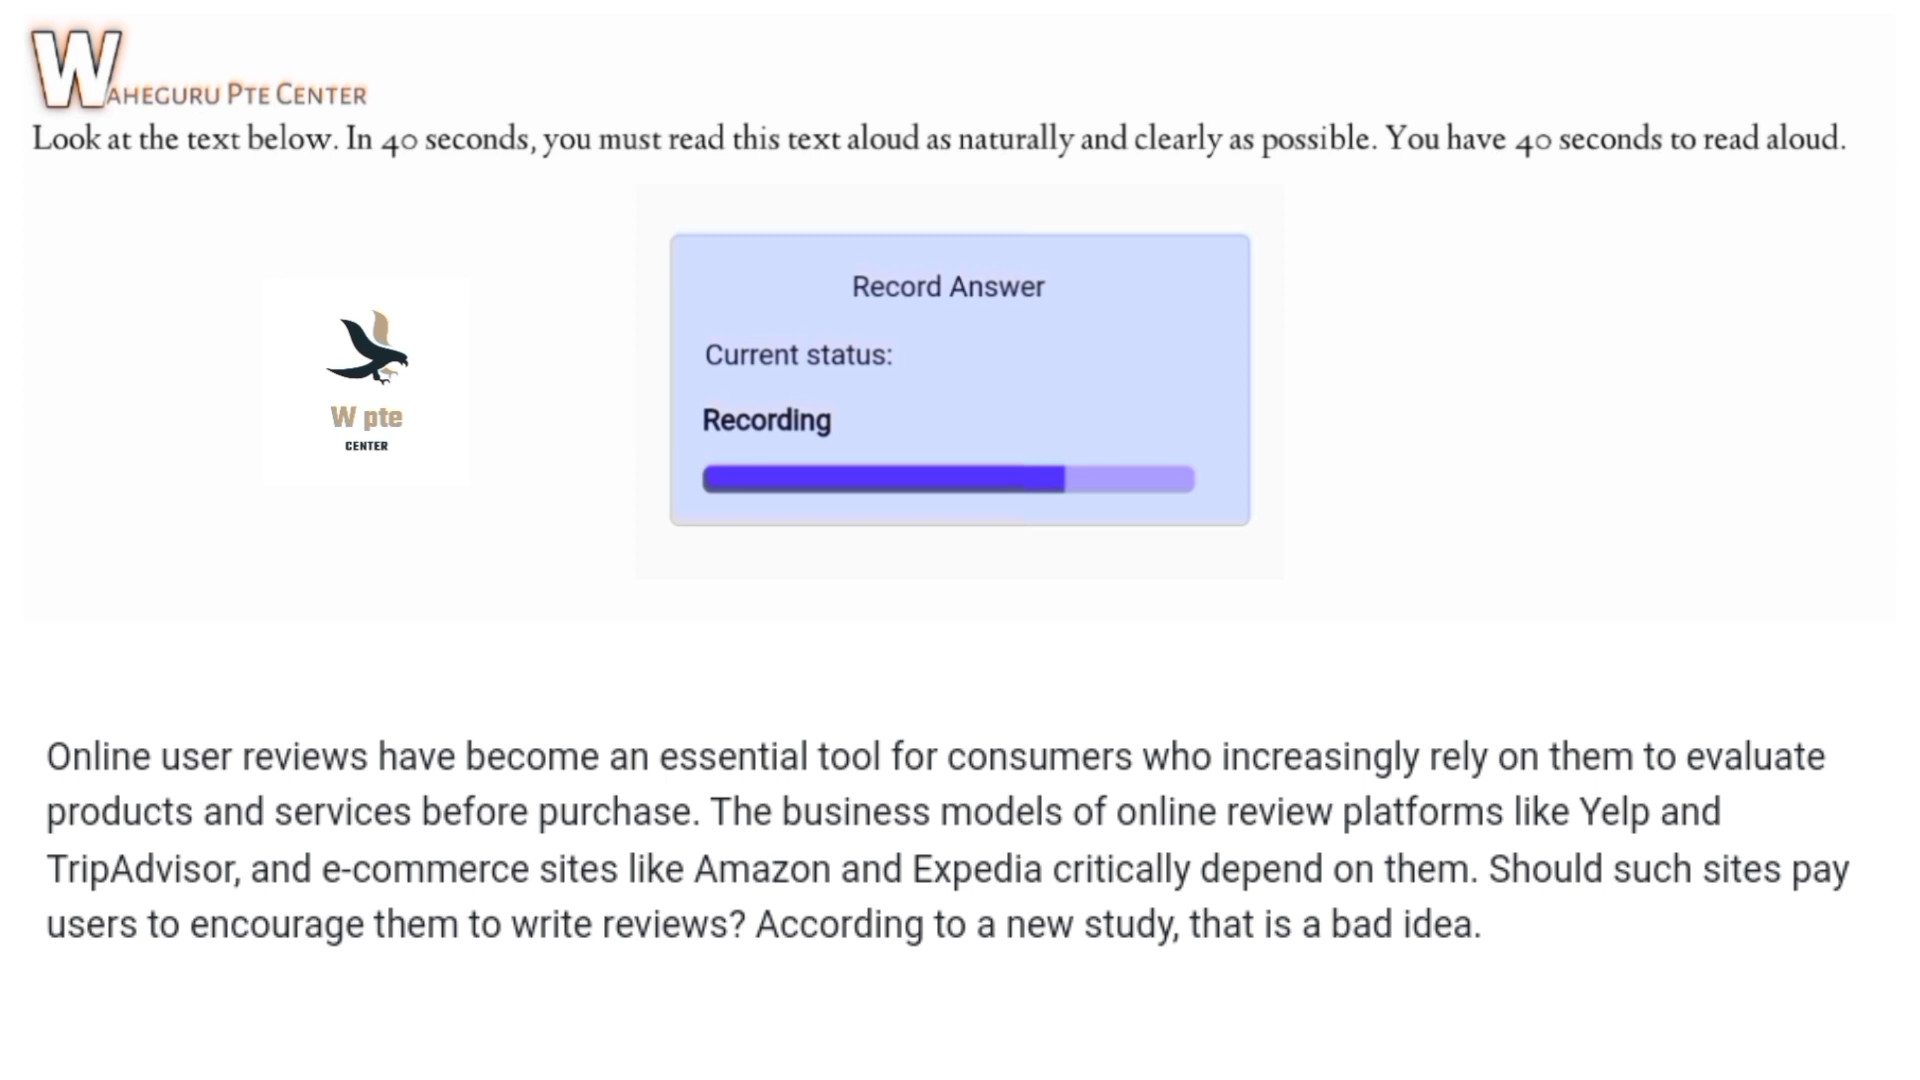 WAHEGURU PTE CENTER
Look at the text below. In 40 seconds, you must read this text aloud as naturally and clearly as possible. You have 40 seconds to read aloud.
Record Answer
Current status:
Recording
W pte
CENTER
Online user reviews have become an essential tool for consumers who increasingly rely on them to evaluate
products and services before purchase. The business models of online review platforms like Yelp and
TripAdvisor, and e-commerce sites like Amazon and Expedia critically depend on them. Should such sites pay
users to encourage them to write reviews? According to a new study, that is a bad idea.